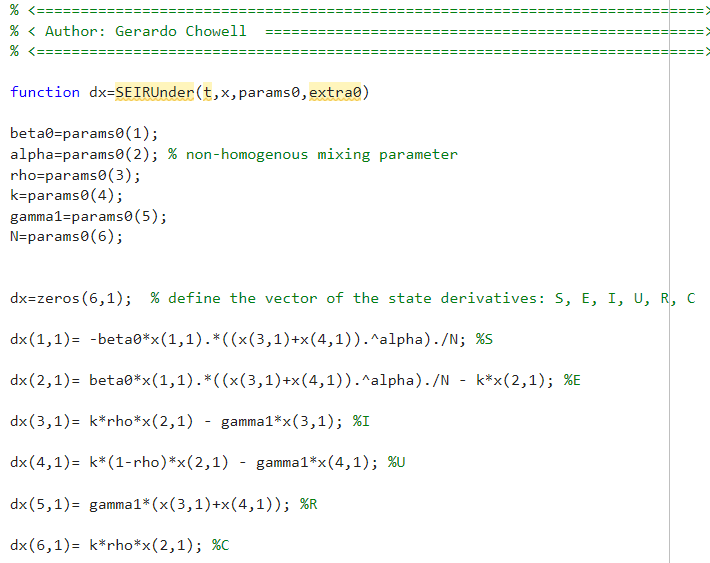 % <============================================================================>
% < Author: Gerardo Chowell  ==================================================>
% <============================================================================>
function dx=SEIRUnder(t,x,params0,extra0)
beta0=params0(1);
alpha=params0(2); % non-homogenous mixing parameter
rho=params0(3);
k=params0(4);
gamma1=params0(5);
N=params0(6);
dx=zeros(6,1);  % define the vector of the state derivatives: S, E, I, U, R, C
dx(1,1)= -beta0*x(1,1).*((x(3,1)+x(4,1)).^alpha)./N; %S
dx(2,1)= beta0*x(1,1).*((x(3,1)+x(4,1)).^alpha)./N - k*x(2,1); %E
dx(3,1)= k*rho*x(2,1) - gamma1*x(3,1); %I
dx(4,1)= k*(1-rho)*x(2,1) - gamma1*x(4,1); %U
dx(5,1)= gamma1*(x(3,1)+x(4,1)); %R
dx(6,1)= k*rho*x(2,1); %C